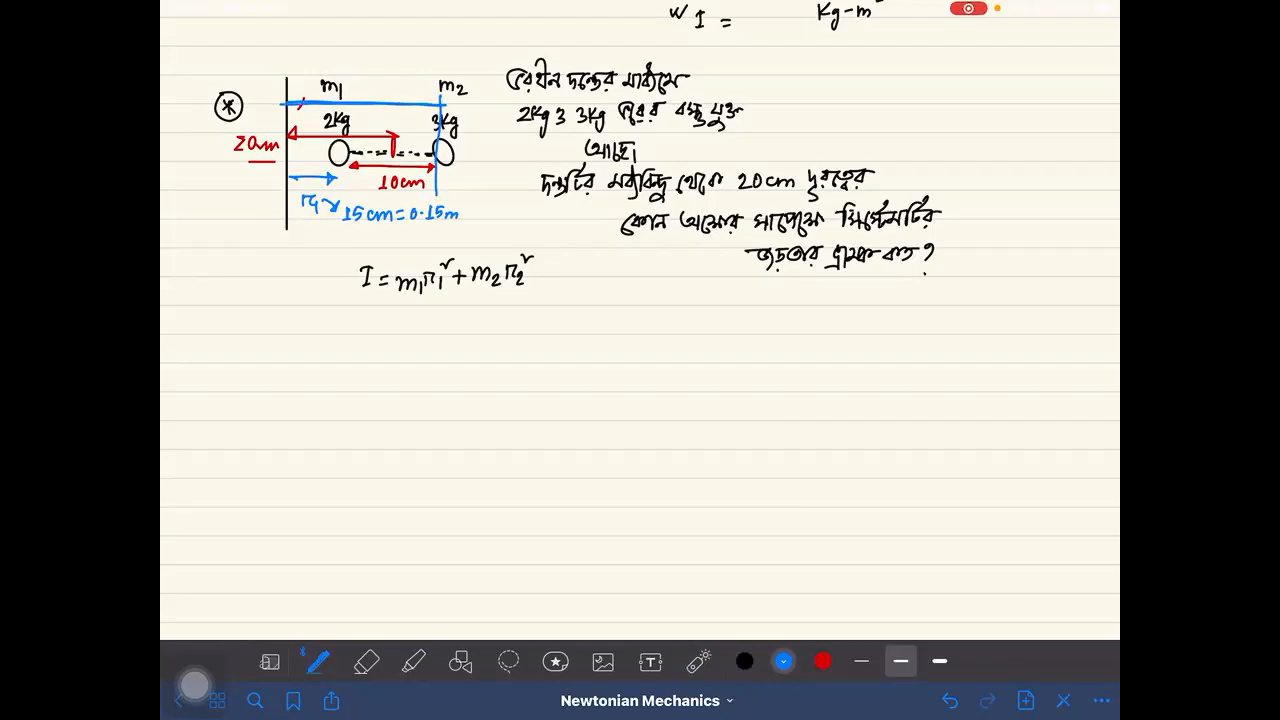 I = Kg-m
m1 m2
ভরহীন দন্ডের মাধ্যমে
2Kg ও 3Kg ভরের বস্তু যুক্ত
আছে।
2Kg 3Kg
20cm
10cm
দন্ডটির মধ্যবিন্দু থেকে 20cm দূরত্বের
r1 → 15cm = 0.15m
কোন অক্ষের সাপেক্ষে সিস্টেমটির
জড়তার ভ্রামক কত?
I = m1r1² + m2r2²
Newtonian Mechanics